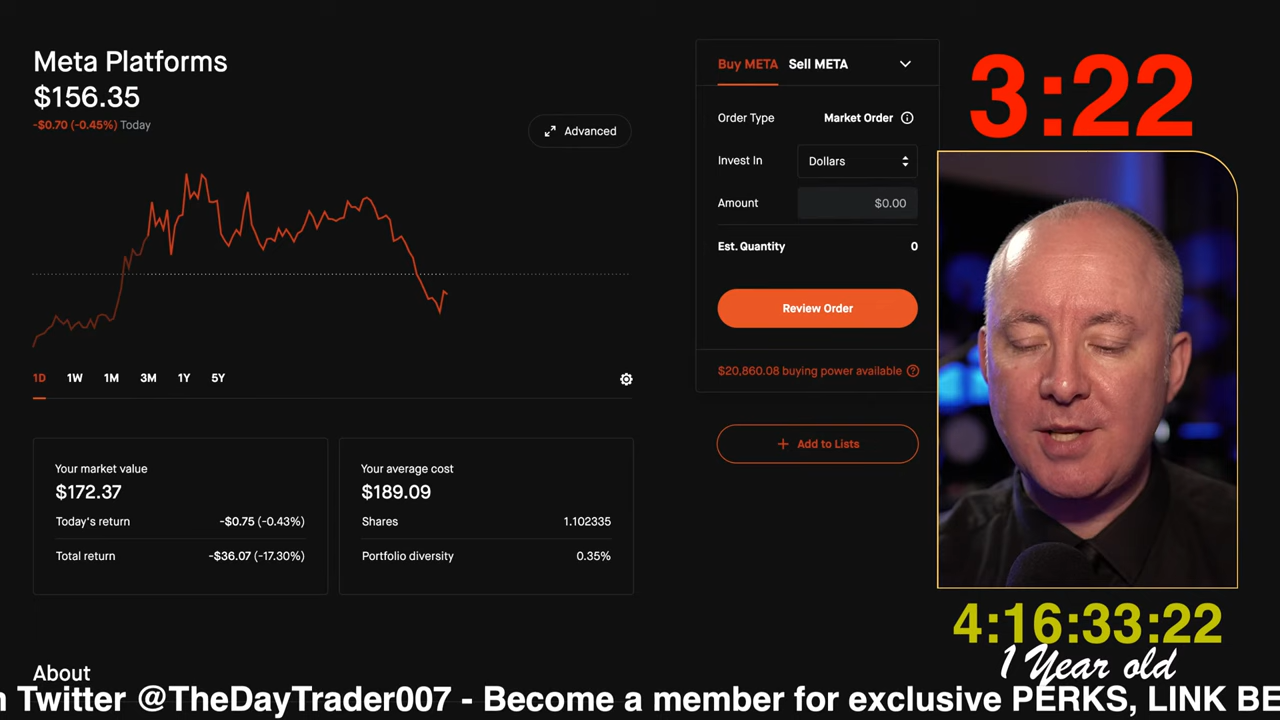 Meta Platforms
$156.35
-$0.70 (-0.45%) Today
Advanced
1D 1W 1M 3M 1Y 5Y
Your market value
$172.37
Today's return -$0.75 (-0.43%)
Total return -$36.07 (-17.30%)
Your average cost
$189.09
Shares 1.102335
Portfolio diversity 0.35%
About
Buy META Sell META
Order Type Market Order
Invest In Dollars
Amount $0.00
Est. Quantity 0
Review Order
$20,860.08 buying power available
+ Add to Lists
3:22
4:16:33:22
1 Year old
n Twitter @TheDayTrader007 - Become a member for exclusive PERKS, LINK BE